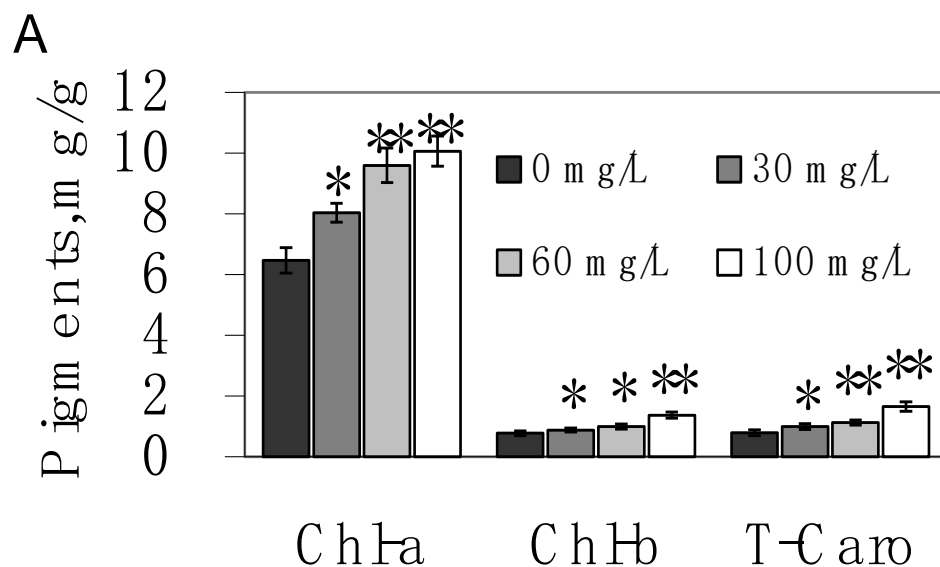 A
Pigments,mg/g
12
10
8
6
4
2
0
* ** **
* * **
* ** **
0 mg/L 30 mg/L
60 mg/L 100 mg/L
Chl-a Chl-b T-Caro